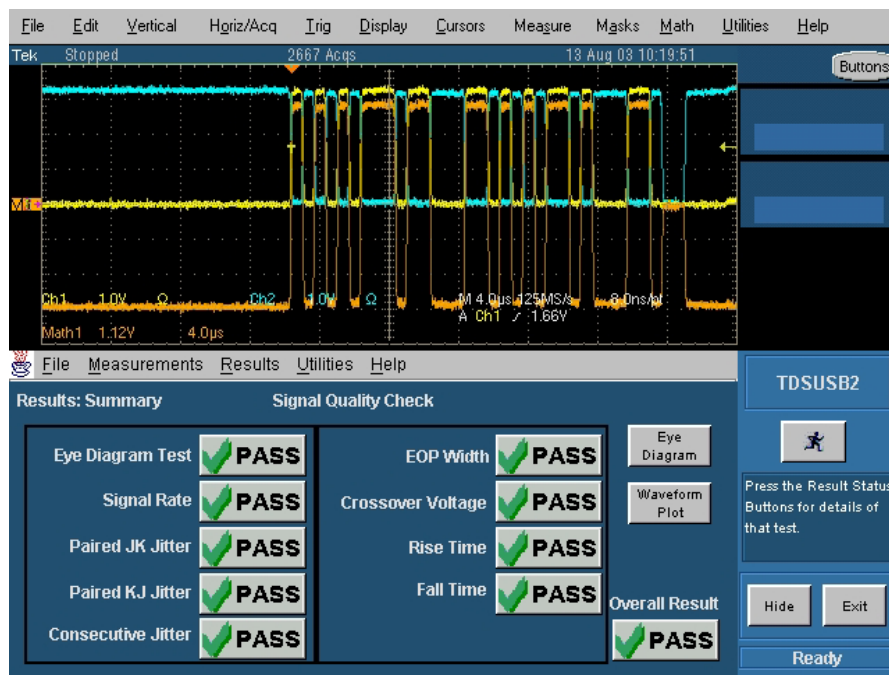 File Edit Vertical Horiz/Acq Trig Display Cursors Measure Masks Math Utilities Help
Tek Stopped 2667 Acqs 13 Aug 03 10:19:51
Buttons
Ch1 1.0V Ω Ch2 1.0V Ω M 4.0µs 125MS/s 8.0ns/pt
A Ch1 / 1.66V
Math1 1.12V 4.0µs
File Measurements Results Utilities Help
TDSUSB2
Results: Summary Signal Quality Check
Eye Diagram Test PASS EOP Width PASS
Eye Diagram
Signal Rate PASS Crossover Voltage PASS
Waveform Plot
Paired JK Jitter PASS Rise Time PASS
Paired KJ Jitter PASS Fall Time PASS
Consecutive Jitter PASS
Overall Result
PASS
Press the Result Status
Buttons for details of
that test.
Hide Exit
Ready